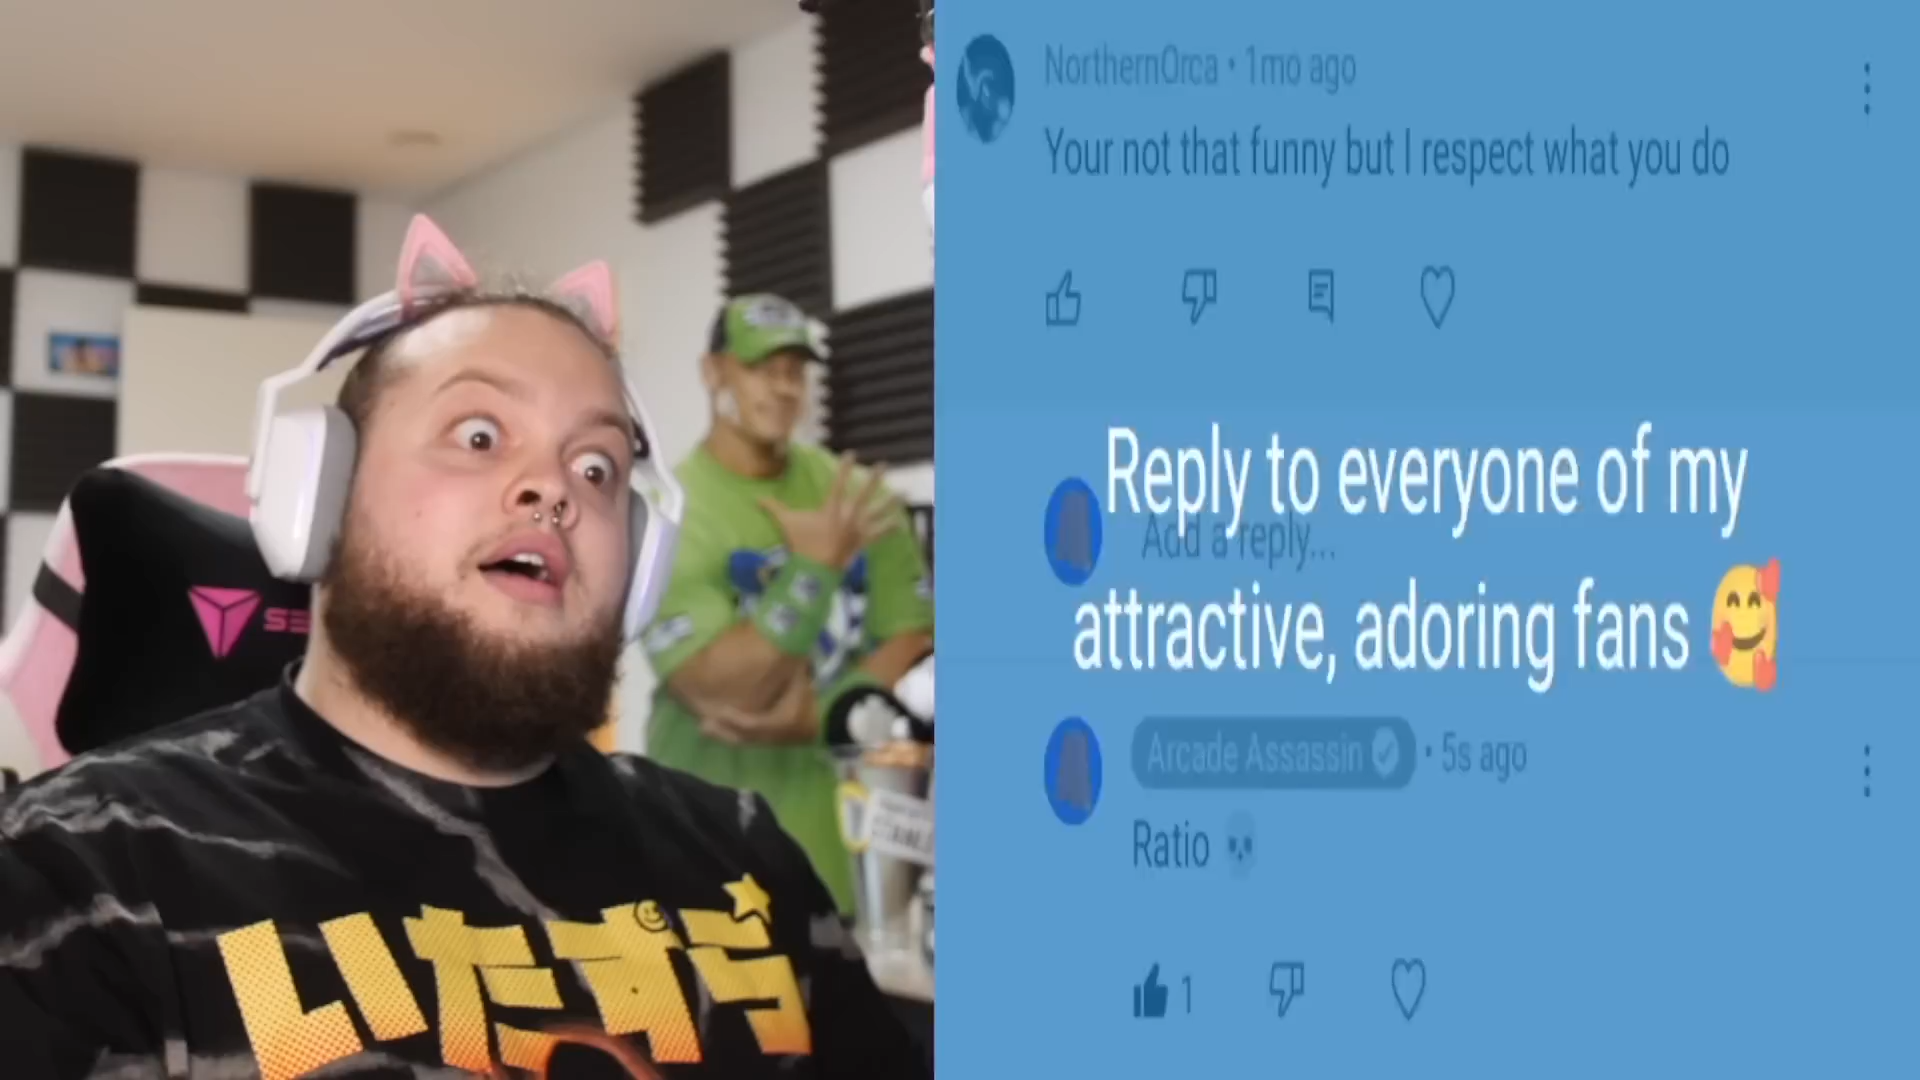 NorthernOrca • 1mo ago
Your not that funny but I respect what you do
Reply to everyone of my
Add a reply...
attractive, adoring fans 🥰
Arcade Assassin • 5s ago
Ratio 💀
1
SE
いたずら